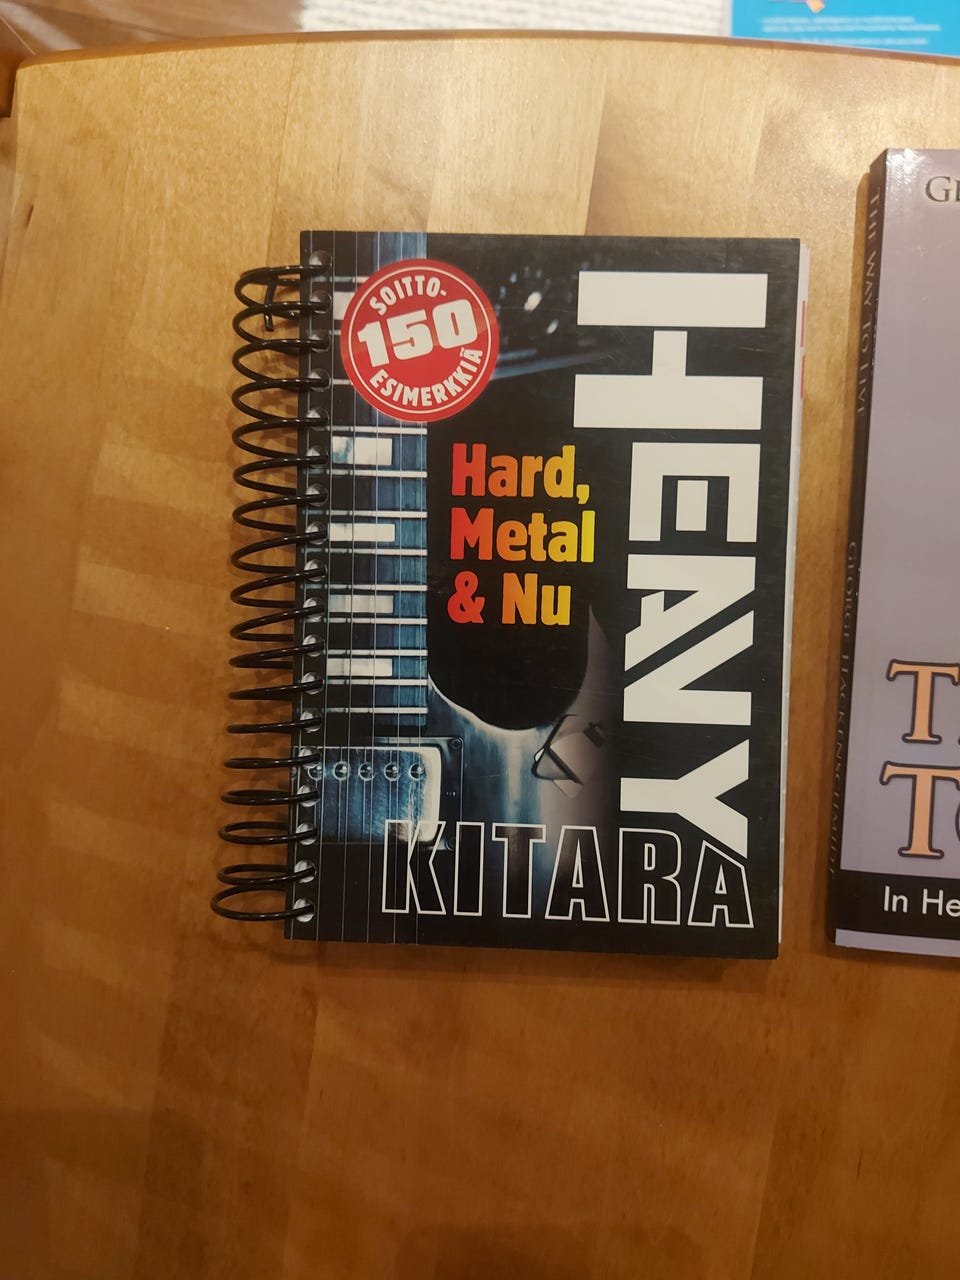 SOITTO-
150
ESIMERKKIÄ
HEAVY
Hard,
Metal
& Nu
KITARA
THE WAY TO LIVE
GEORGE HACKENSCHMIDT
In He